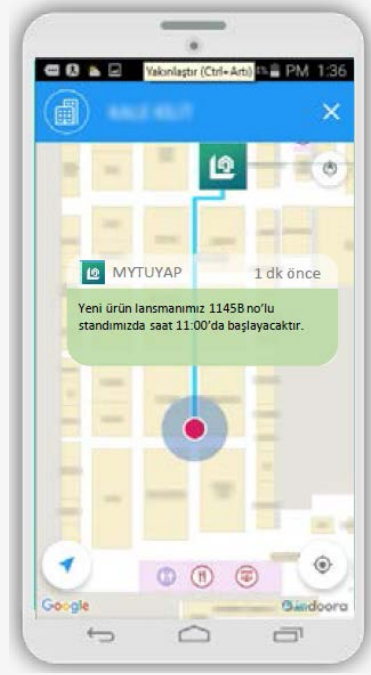 Yakınlaştır (Ctrl+Artı)
PM 1:36
MYTUYAP
1 dk önce
Yeni ürün lansmanımız 1145B no'lu
standımızda saat 11:00'da başlayacaktır.
Google
indoora